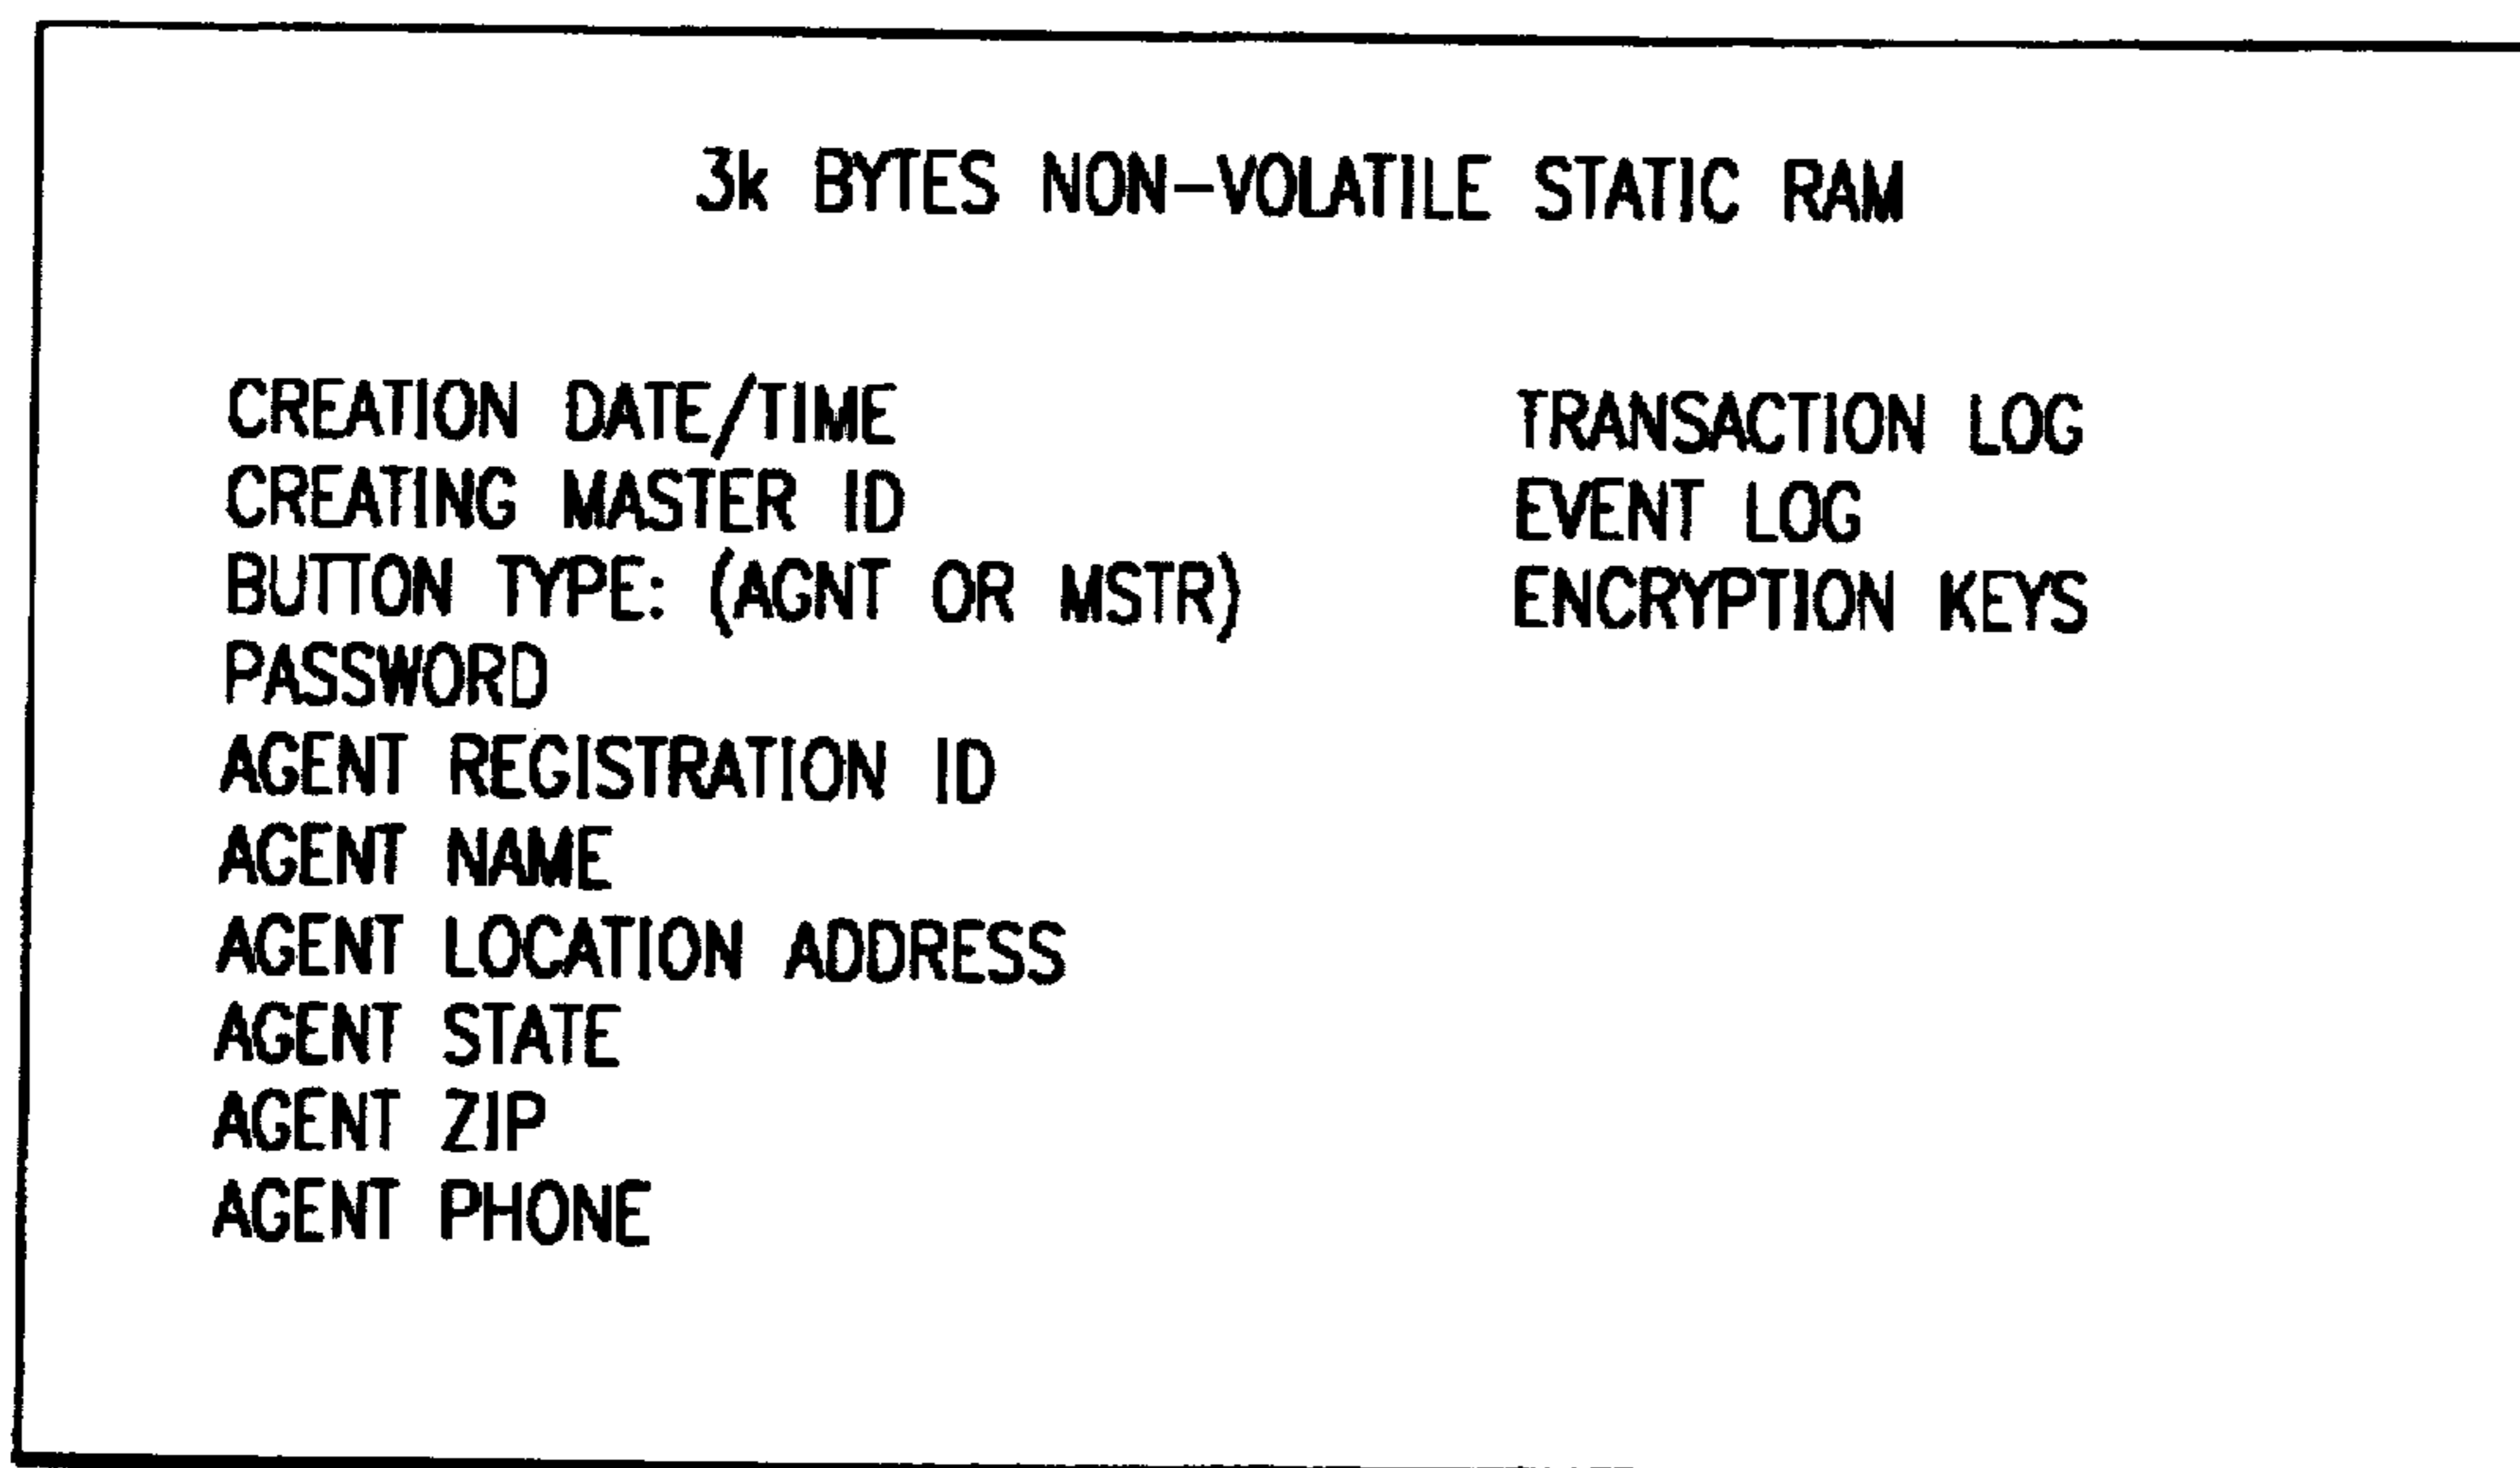 3k BYTES NON-VOLATILE STATIC RAM
CREATION DATE/TIME
CREATING MASTER ID
BUTTON TYPE: (AGNT OR MSTR)
PASSWORD
AGENT REGISTRATION ID
AGENT NAME
AGENT LOCATION ADDRESS
AGENT STATE
AGENT ZIP
AGENT PHONE
TRANSACTION LOG
EVENT LOG
ENCRYPTION KEYS